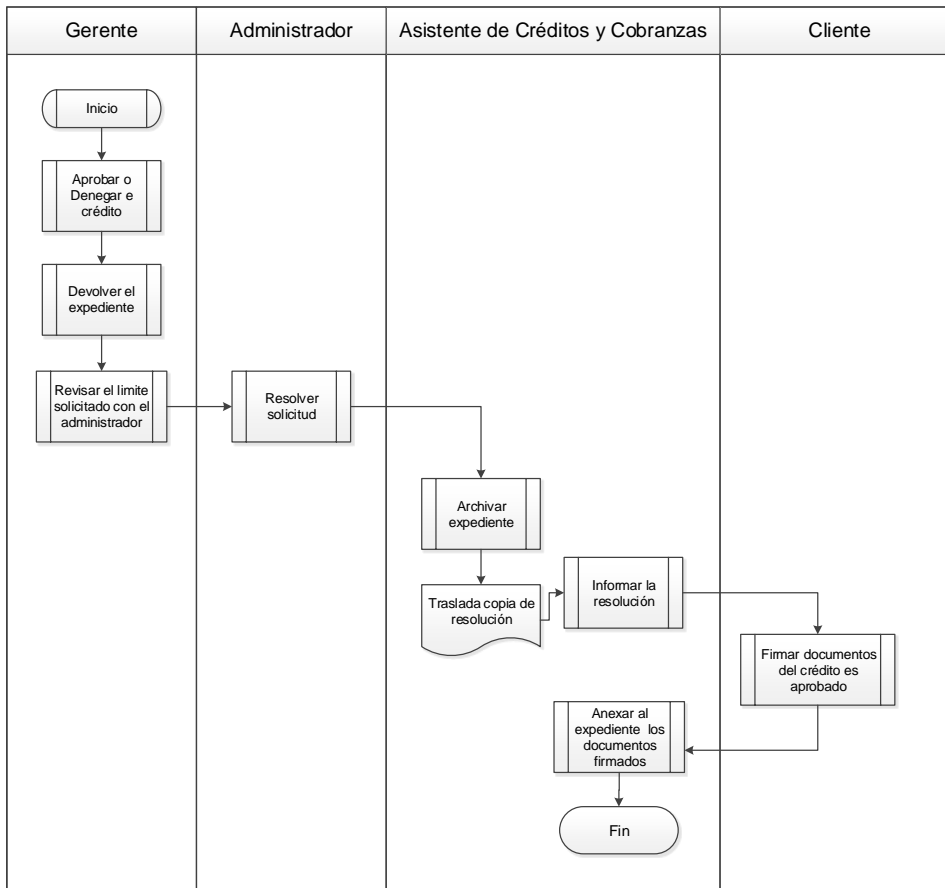 Gerente
Administrador
Asistente de Créditos y Cobranzas
Cliente
Inicio
Aprobar o
Denegar e
crédito
Devolver el
expediente
Revisar el limite
solicitado con el
administrador
Resolver
solicitud
Archivar
expediente
Traslada copia de
resolución
Informar la
resolución
Firmar documentos
del crédito es
aprobado
Anexar al
expediente los
documentos
firmados
Fin